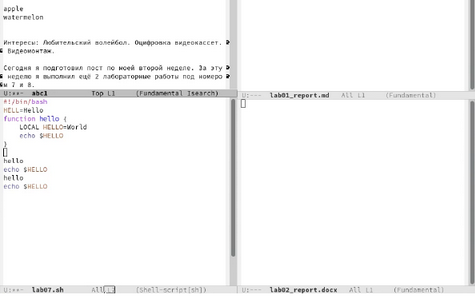 apple
watermelon
Интересы: Любительский волейбол. Оцифровка видеокассет.
Видеомонтаж.
Сегодня я подготовил пост по моей второй неделе. За эту
неделю я выполнил ещё 2 лабораторные работы под номеро
м 7 и 8.
U:**- abc1 Top L1 (Fundamental Isearch)
#!/bin/bash
HELL=Hello
function hello {
LOCAL HELLO=World
echo $HELLO
}
hello
echo $HELLO
hello
echo $HELLO
U:**- lab07.sh All L1 (Shell-script[sh])
U:--- lab01_report.md All L1 (Fundamental)
U:--- lab02_report.docx All L1 (Fundamental)